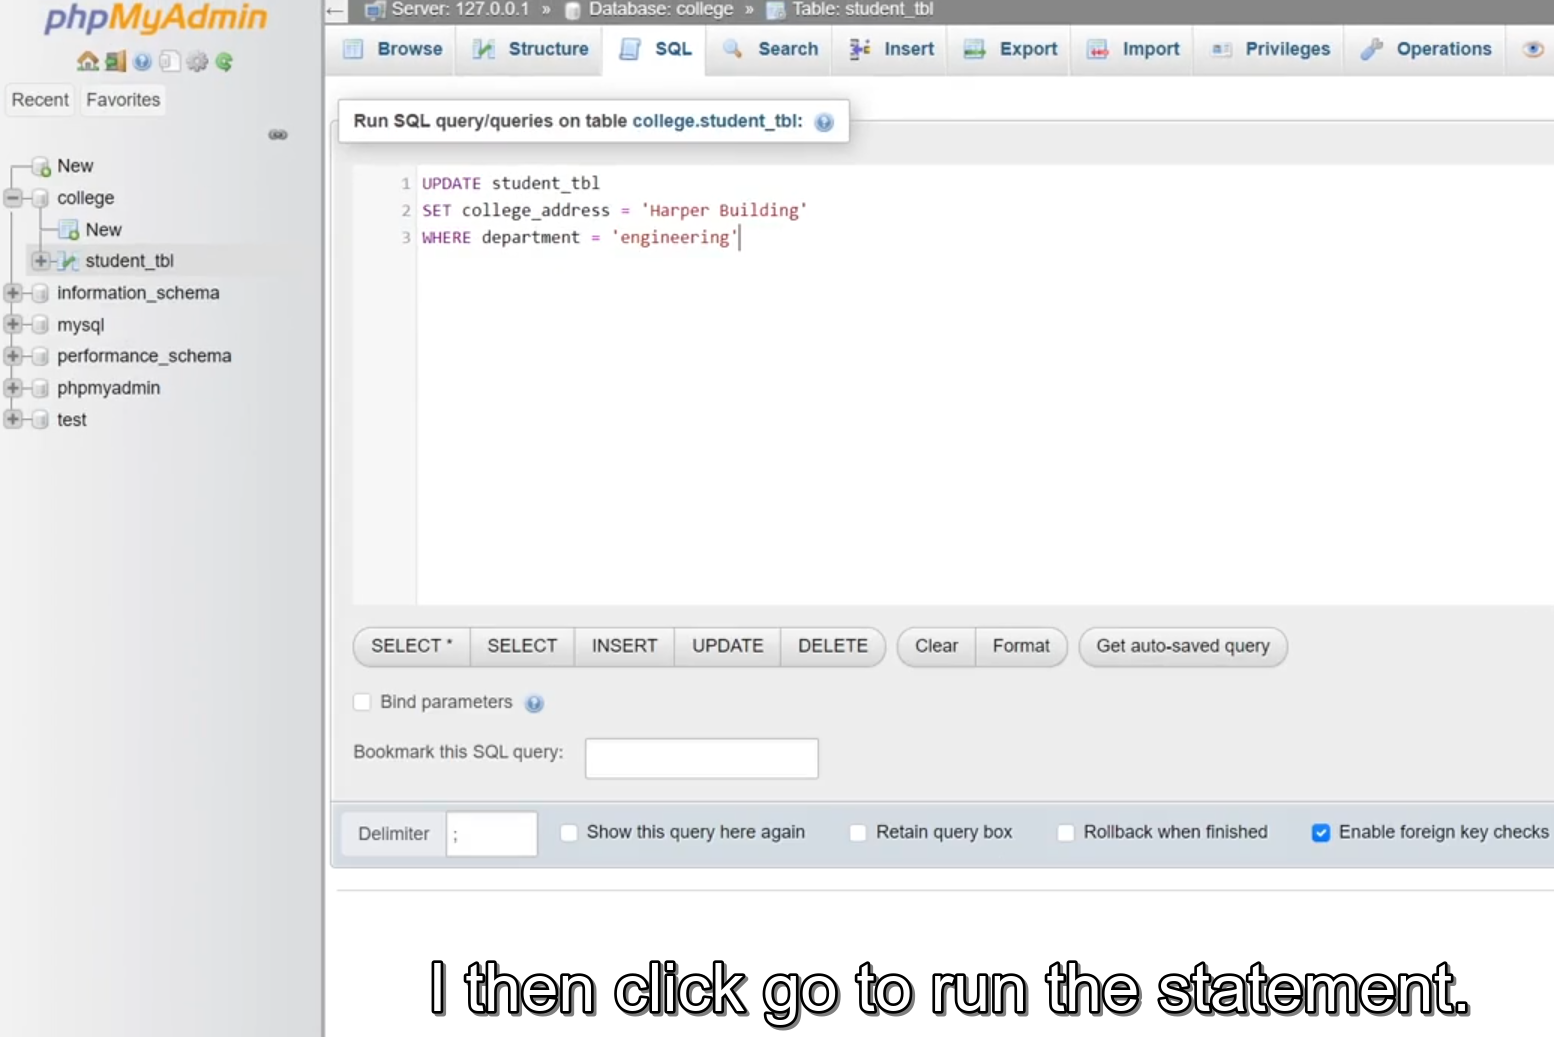 phpMyAdmin
Server: 127.0.0.1 » Database: college » Table: student_tbl
Browse Structure SQL Search Insert Export Import Privileges Operations
Recent Favorites
Run SQL query/queries on table college.student_tbl:
New
college
New
student_tbl
information_schema
mysql
performance_schema
phpmyadmin
test
1 UPDATE student_tbl
2 SET college_address = 'Harper Building'
3 WHERE department = 'engineering'
SELECT * SELECT INSERT UPDATE DELETE Clear Format Get auto-saved query
Bind parameters
Bookmark this SQL query:
Delimiter ; Show this query here again Retain query box Rollback when finished Enable foreign key checks
I then click go to run the statement.